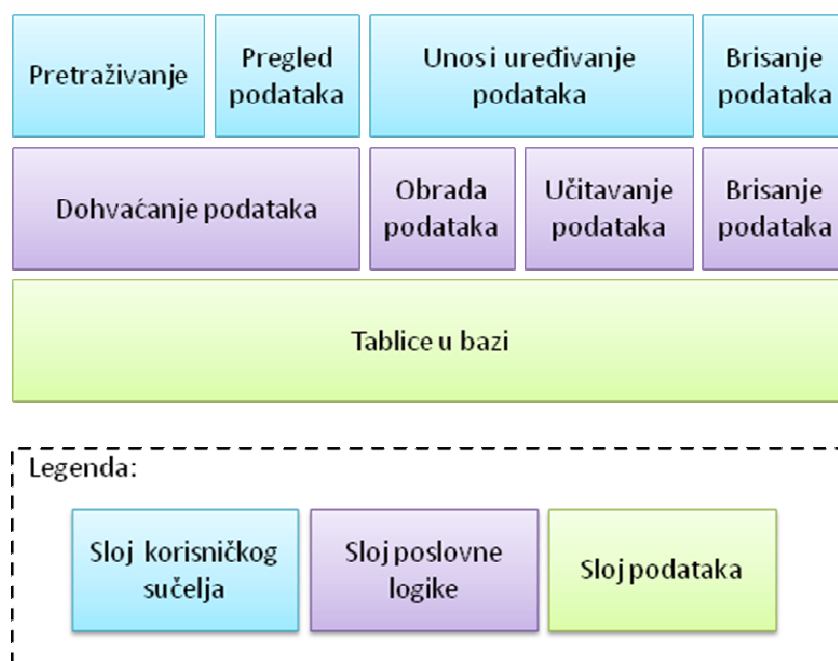 Pretraživanje
Pregled
podataka
Unos i uređivanje
podataka
Brisanje
podataka
Dohvaćanje podataka
Obrada
podataka
Učitavanje
podataka
Brisanje
podataka
Tablice u bazi
Legenda:
Sloj korisničkog
sučelja
Sloj poslovne
logike
Sloj podataka